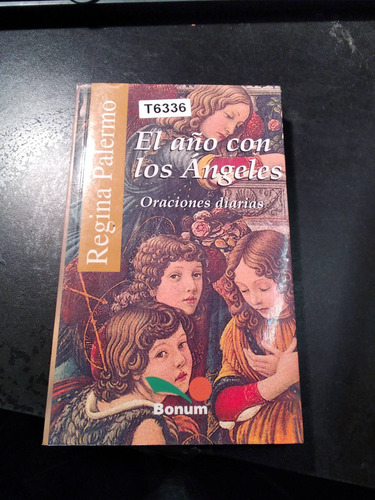 T6336
El año con
los Ángeles
Oraciones diarias
Regina Palermo
Bonum